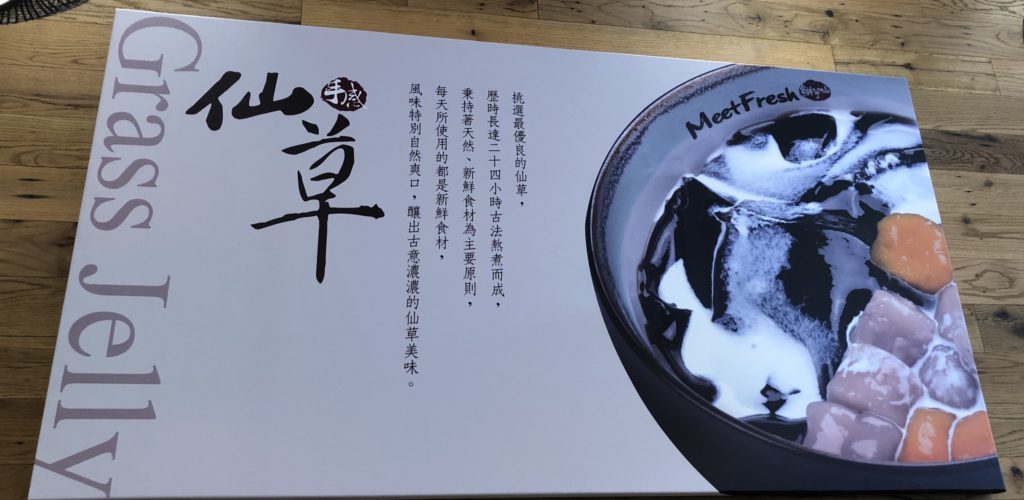 Grass Jelly
仙草
手感
挑選最優良的仙草，
歷時長達二十四小時古法熬煮而成，
秉持著天然、新鮮食材為主要原則，
每天所使用的都是新鮮食材，
風味特別自然爽口，釀出古意濃濃的仙草美味。
MeetFresh